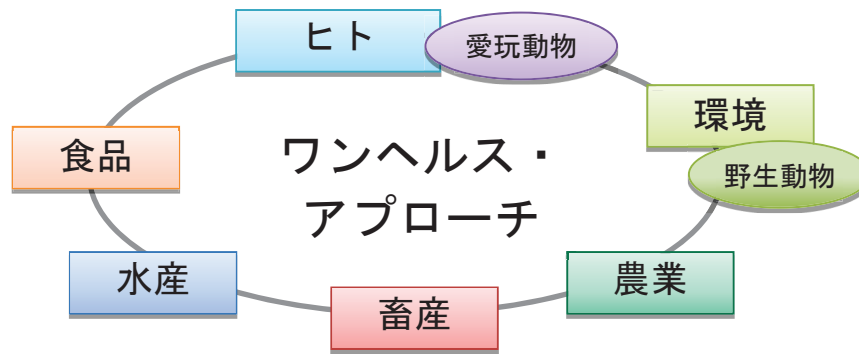 ヒト
愛玩動物
環境
食品
ワンヘルス・
アプローチ
野生動物
水産
農業
畜産